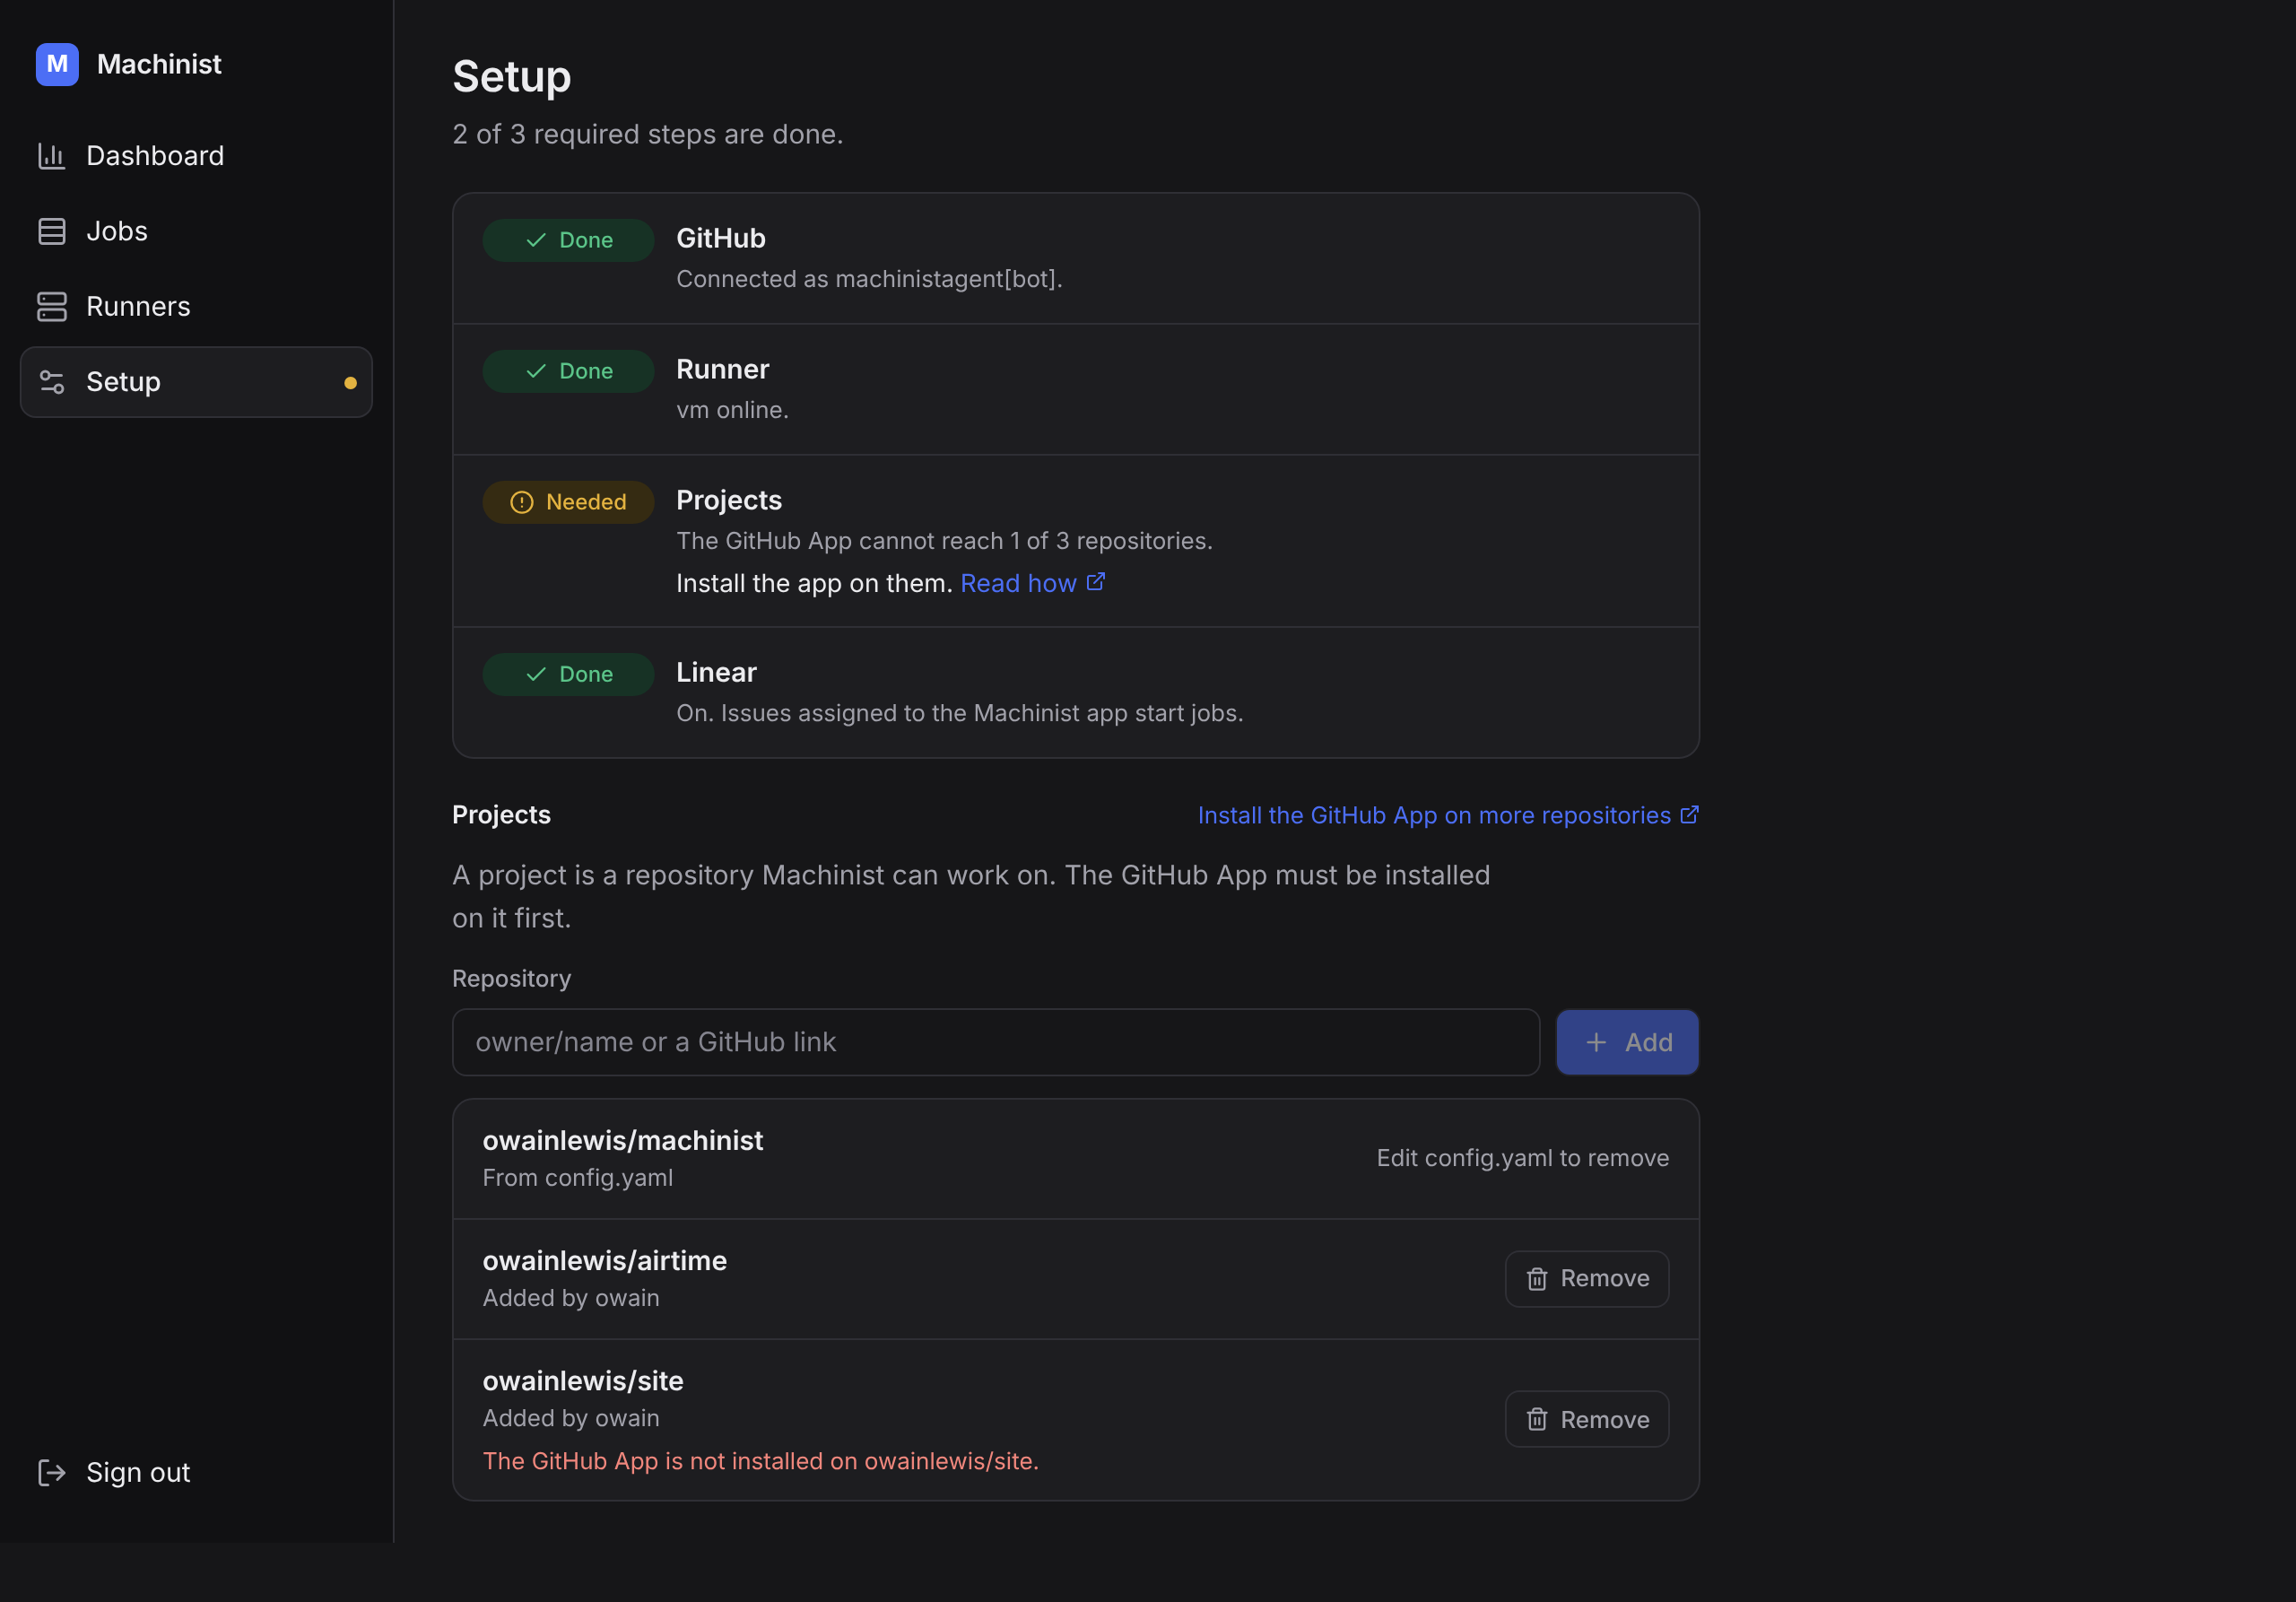 M Machinist
Dashboard
Jobs
Runners
Setup
Sign out
Setup
2 of 3 required steps are done.
Done
GitHub
Connected as machinistagent[bot].
Done
Runner
vm online.
Needed
Projects
The GitHub App cannot reach 1 of 3 repositories.
Install the app on them. Read how
Done
Linear
On. Issues assigned to the Machinist app start jobs.
Projects
Install the GitHub App on more repositories
A project is a repository Machinist can work on. The GitHub App must be installed
on it first.
Repository
owner/name or a GitHub link
Add
owainlewis/machinist
From config.yaml
Edit config.yaml to remove
owainlewis/airtime
Added by owain
Remove
owainlewis/site
Added by owain
The GitHub App is not installed on owainlewis/site.
Remove